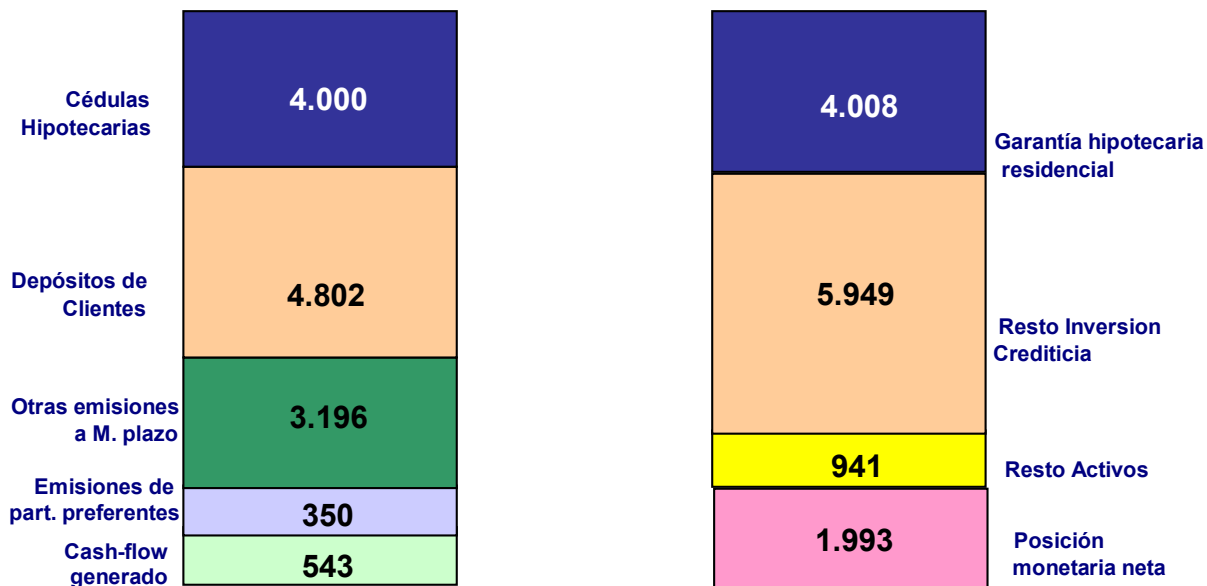 Cédulas
Hipotecarias
4.000
Depósitos de
Clientes
4.802
Otras emisiones
a M. plazo
3.196
Emisiones de
part. preferentes
350
Cash-flow
generado
543
4.008
Garantía hipotecaria
residencial
5.949
Resto Inversion
Crediticia
941
Resto Activos
1.993
Posición
monetaria neta